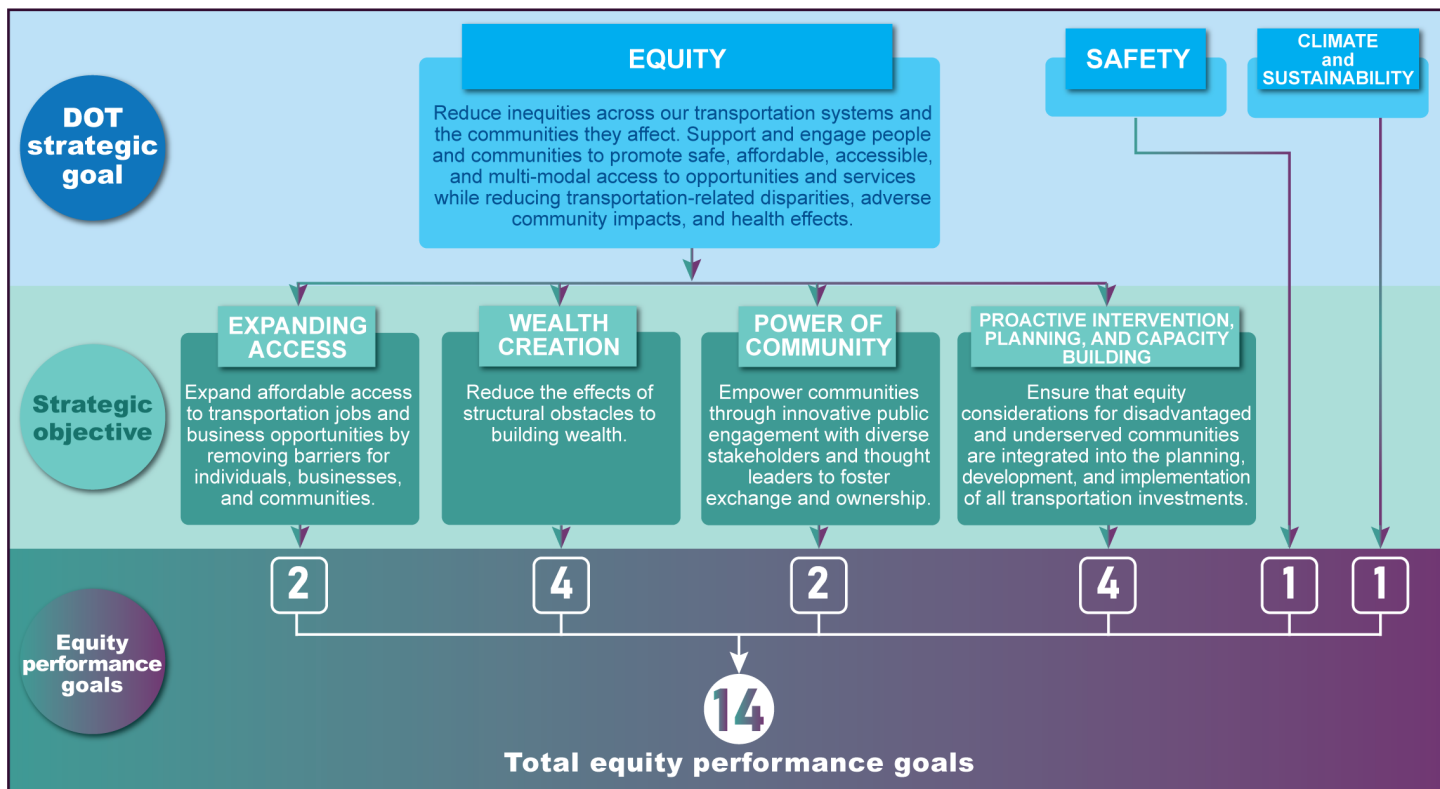 DOT
strategic
goal
EQUITY
Reduce inequities across our transportation systems and
the communities they affect. Support and engage people
and communities to promote safe, affordable, accessible,
and multi-modal access to opportunities and services
while reducing transportation-related disparities, adverse
community impacts, and health effects.
SAFETY
CLIMATE
and
SUSTAINABILITY
Strategic
objective
EXPANDING
ACCESS
Expand affordable access
to transportation jobs and
business opportunities by
removing barriers for
individuals, businesses,
and communities.
WEALTH
CREATION
Reduce the effects of
structural obstacles to
building wealth.
POWER OF
COMMUNITY
Empower communities
through innovative public
engagement with diverse
stakeholders and thought
leaders to foster
exchange and ownership.
PROACTIVE INTERVENTION,
PLANNING, AND CAPACITY
BUILDING
Ensure that equity
considerations for disadvantaged
and underserved communities
are integrated into the planning,
development, and implementation
of all transportation investments.
Equity
performance
goals
2
4
2
4
1
1
14
Total equity performance goals